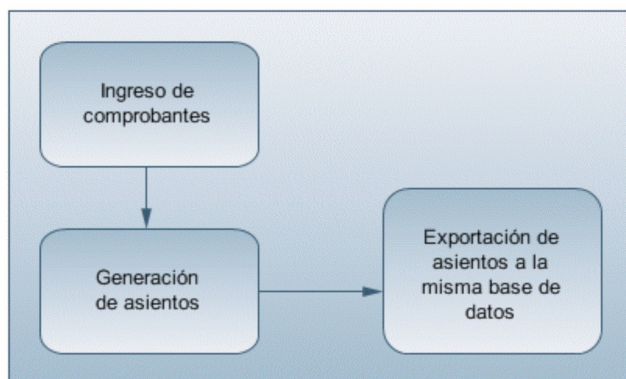 Ingreso de
comprobantes
Generación
de asientos
Exportación de
asientos a la
misma base de
datos